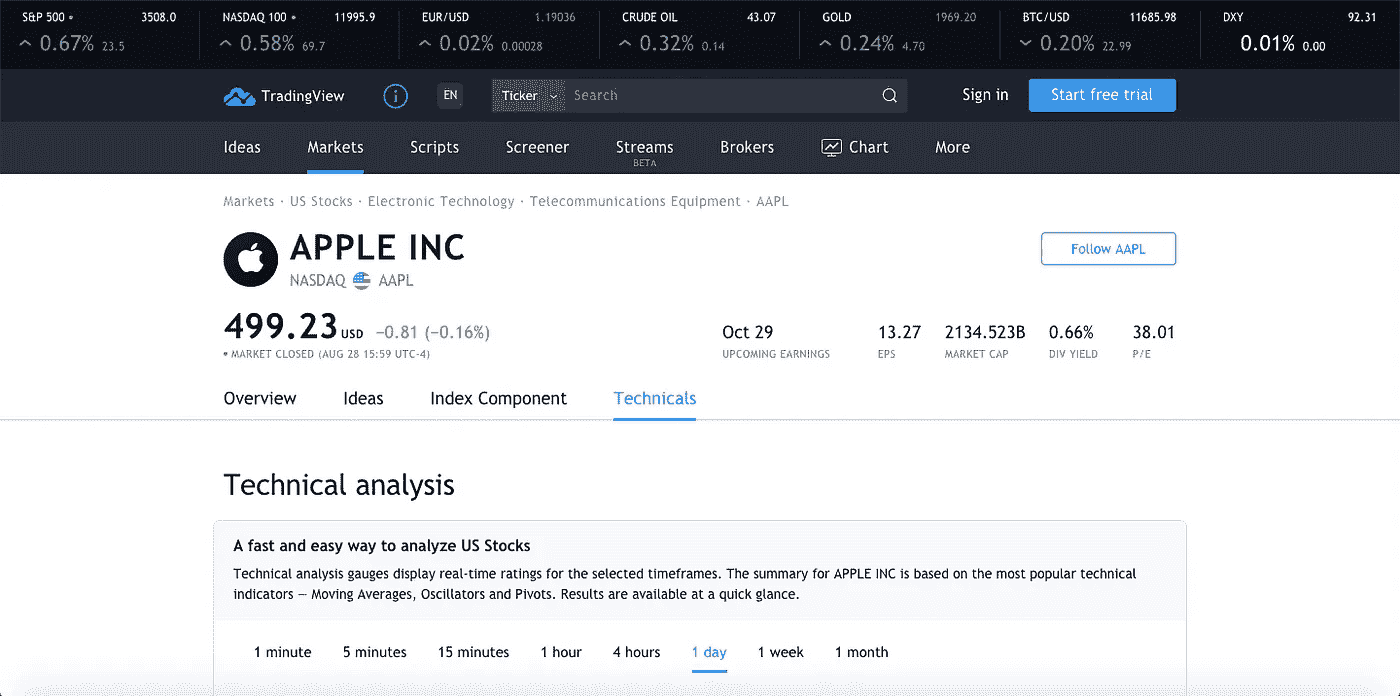 S&P 500 3508.0 NASDAQ 100 11995.9 EUR/USD 1.19036 CRUDE OIL 43.07 GOLD 1969.20 BTC/USD 11685.98 DXY 92.31
0.67% 23.5 0.58% 69.7 0.02% 0.00028 0.32% 0.14 0.24% 4.70 0.20% 22.99 0.01% 0.00
TradingView i EN Ticker Search Sign in Start free trial
Ideas Markets Scripts Screener Streams Brokers Chart More
BETA
Markets · US Stocks · Electronic Technology · Telecommunications Equipment · AAPL
APPLE INC
Follow AAPL
NASDAQ AAPL
499.23 USD −0.81 (−0.16%) Oct 29 13.27 2134.523B 0.66% 38.01
• MARKET CLOSED (AUG 28 15:59 UTC-4) UPCOMING EARNINGS EPS MARKET CAP DIV YIELD P/E
Overview Ideas Index Component Technicals
Technical analysis
A fast and easy way to analyze US Stocks
Technical analysis gauges display real-time ratings for the selected timeframes. The summary for APPLE INC is based on the most popular technical
indicators — Moving Averages, Oscillators and Pivots. Results are available at a quick glance.
1 minute 5 minutes 15 minutes 1 hour 4 hours 1 day 1 week 1 month